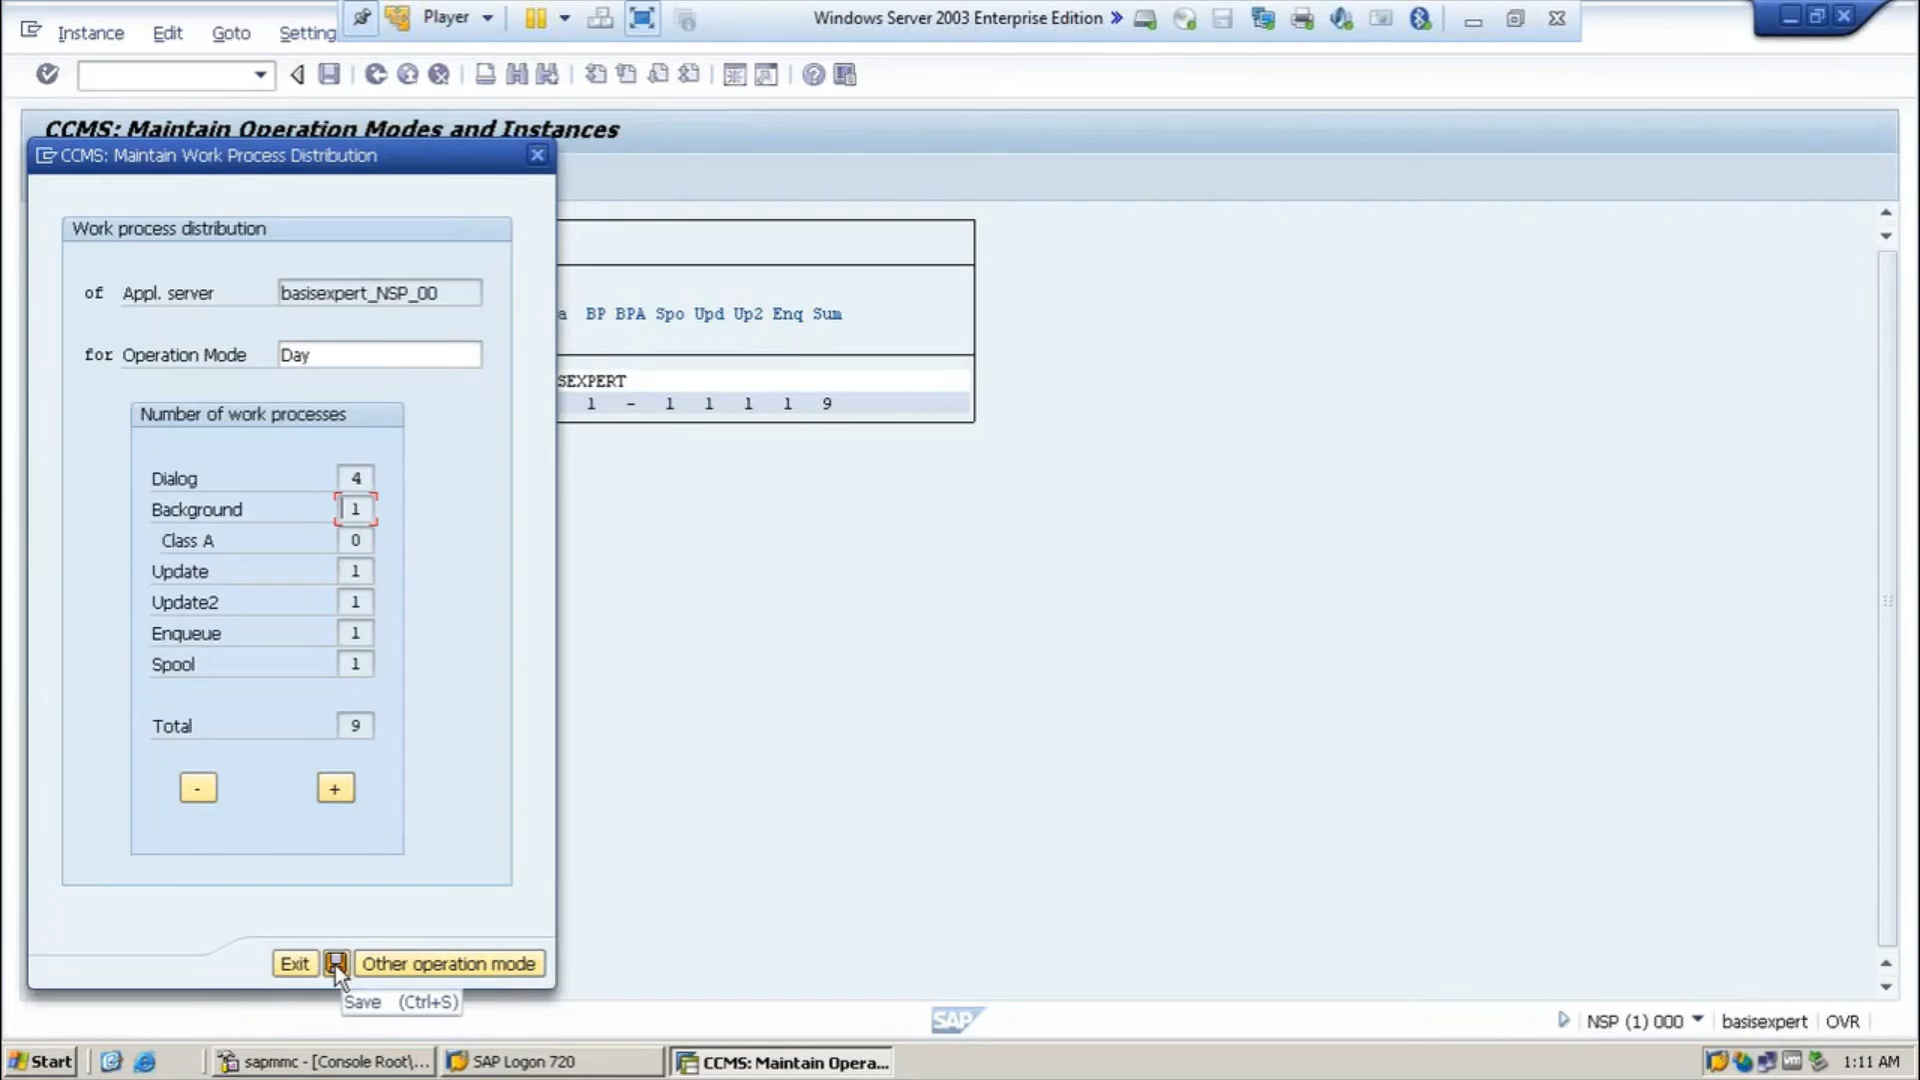 Instance Edit Goto Setting
Player
Windows Server 2003 Enterprise Edition
CCMS: Maintain Operation Modes and Instances
CCMS: Maintain Work Process Distribution
Work process distribution
of Appl. server basisexpert_NSP_00
for Operation Mode Day
Number of work processes
Dialog 4
Background 1
Class A 0
Update 1
Update2 1
Enqueue 1
Spool 1
Total 9
- +
Exit Other operation mode
Save (Ctrl+S)
a BP BPA Spo Upd Up2 Enq Sum
SEXPERT
1 - 1 1 1 1 9
SAP
NSP (1) 000 basisexpert OVR
Start sapmmc - [Console Root\... SAP Logon 720 CCMS: Maintain Opera... 1:11 AM